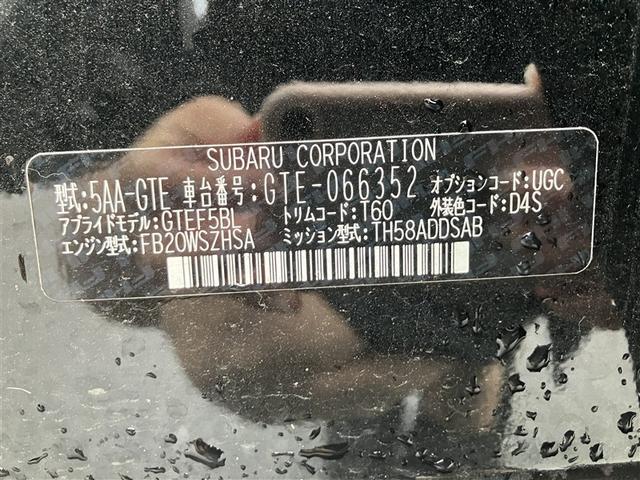 SUBARU CORPORATION
型式:5AA-GTE 車台番号:GTE-066352 オプションコード:UGC
アプライドモデル:GTEF5BL トリムコード:T60 外装色コード:D4S
エンジン型式:FB20WSZHSA ミッション型式:TH58ADDSAB